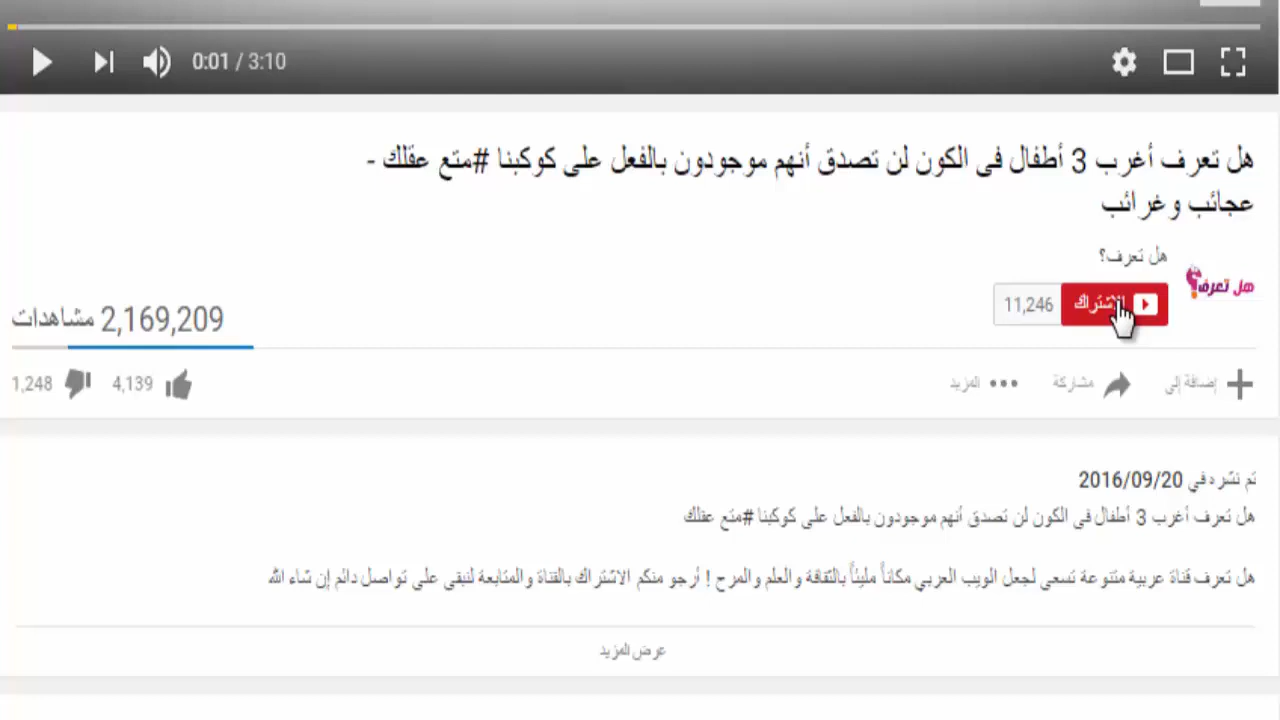 0:01 / 3:10
هل تعرف أغرب 3 أطفال فى الكون لن تصدق أنهم موجودون بالفعل على كوكبنا #متع عقلك -
عجائب وغرائب
هل تعرف؟
هل تعرف؟
الاشتراك 11,246
2,169,209 مشاهدات
إضافة إلى مشاركة المزيد
4,139 1,248
تم نشره في 2016/09/20
هل تعرف أغرب 3 أطفال فى الكون لن تصدق أنهم موجودون بالفعل على كوكبنا #متع عقلك
هل تعرف قناة عربية متنوعة تسعى لجعل الويب العربي مكاناً مليئاً بالثقافة والعلم والمرح ! أرجو منكم الاشتراك بالقناة والمتابعة لنبقى على تواصل دائم إن شاء الله
عرض المزيد